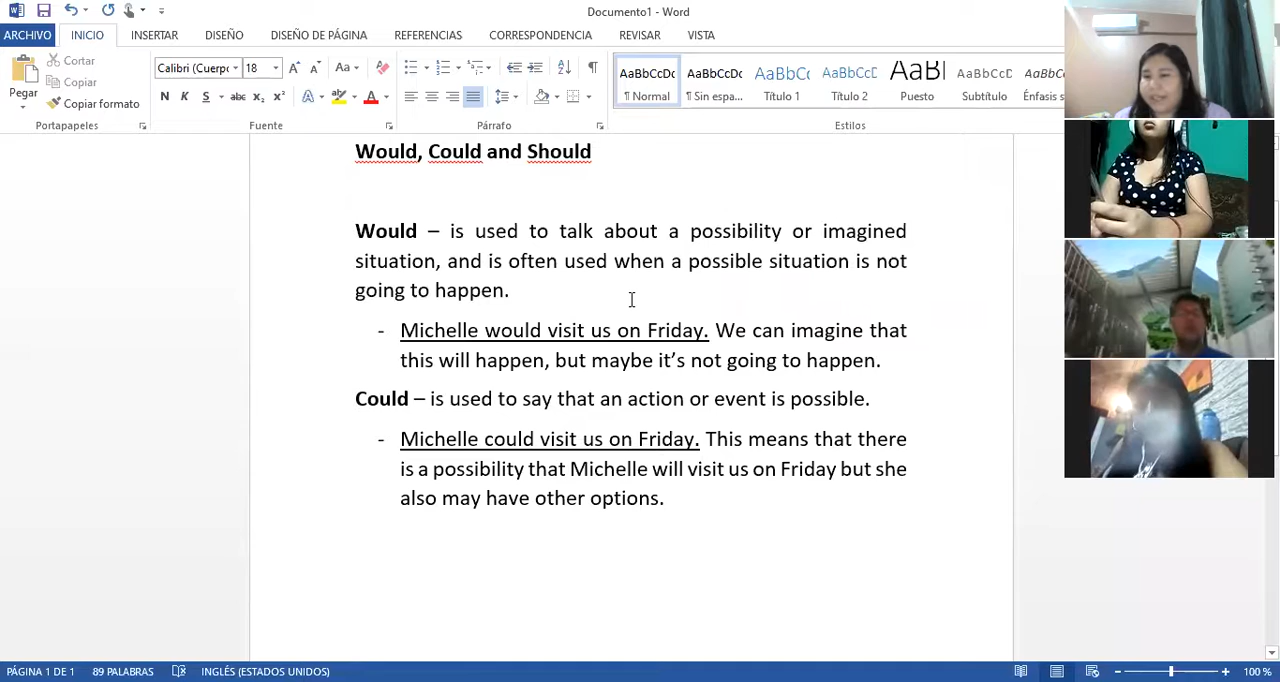 Documento1 - Word
ARCHIVO INICIO INSERTAR DISEÑO DISEÑO DE PÁGINA REFERENCIAS CORRESPONDENCIA REVISAR VISTA
Pegar
Cortar
Copiar
Copiar formato
Portapapeles
Calibri (Cuerpo 18
Aa
N K S abc x₂ x²
Fuente
Párrafo
AaBbCcDc AaBbCcDc AaBbCc AaBbCcD AaBl AaBbCcD AaBbCcD
¶ Normal ¶ Sin espa... Título 1 Título 2 Puesto Subtítulo Énfasis s
Estilos
Would, Could and Should
Would – is used to talk about a possibility or imagined
situation, and is often used when a possible situation is not
going to happen.
- Michelle would visit us on Friday. We can imagine that
this will happen, but maybe it’s not going to happen.
Could – is used to say that an action or event is possible.
- Michelle could visit us on Friday. This means that there
is a possibility that Michelle will visit us on Friday but she
also may have other options.
PÁGINA 1 DE 1 89 PALABRAS INGLÉS (ESTADOS UNIDOS) 100 %